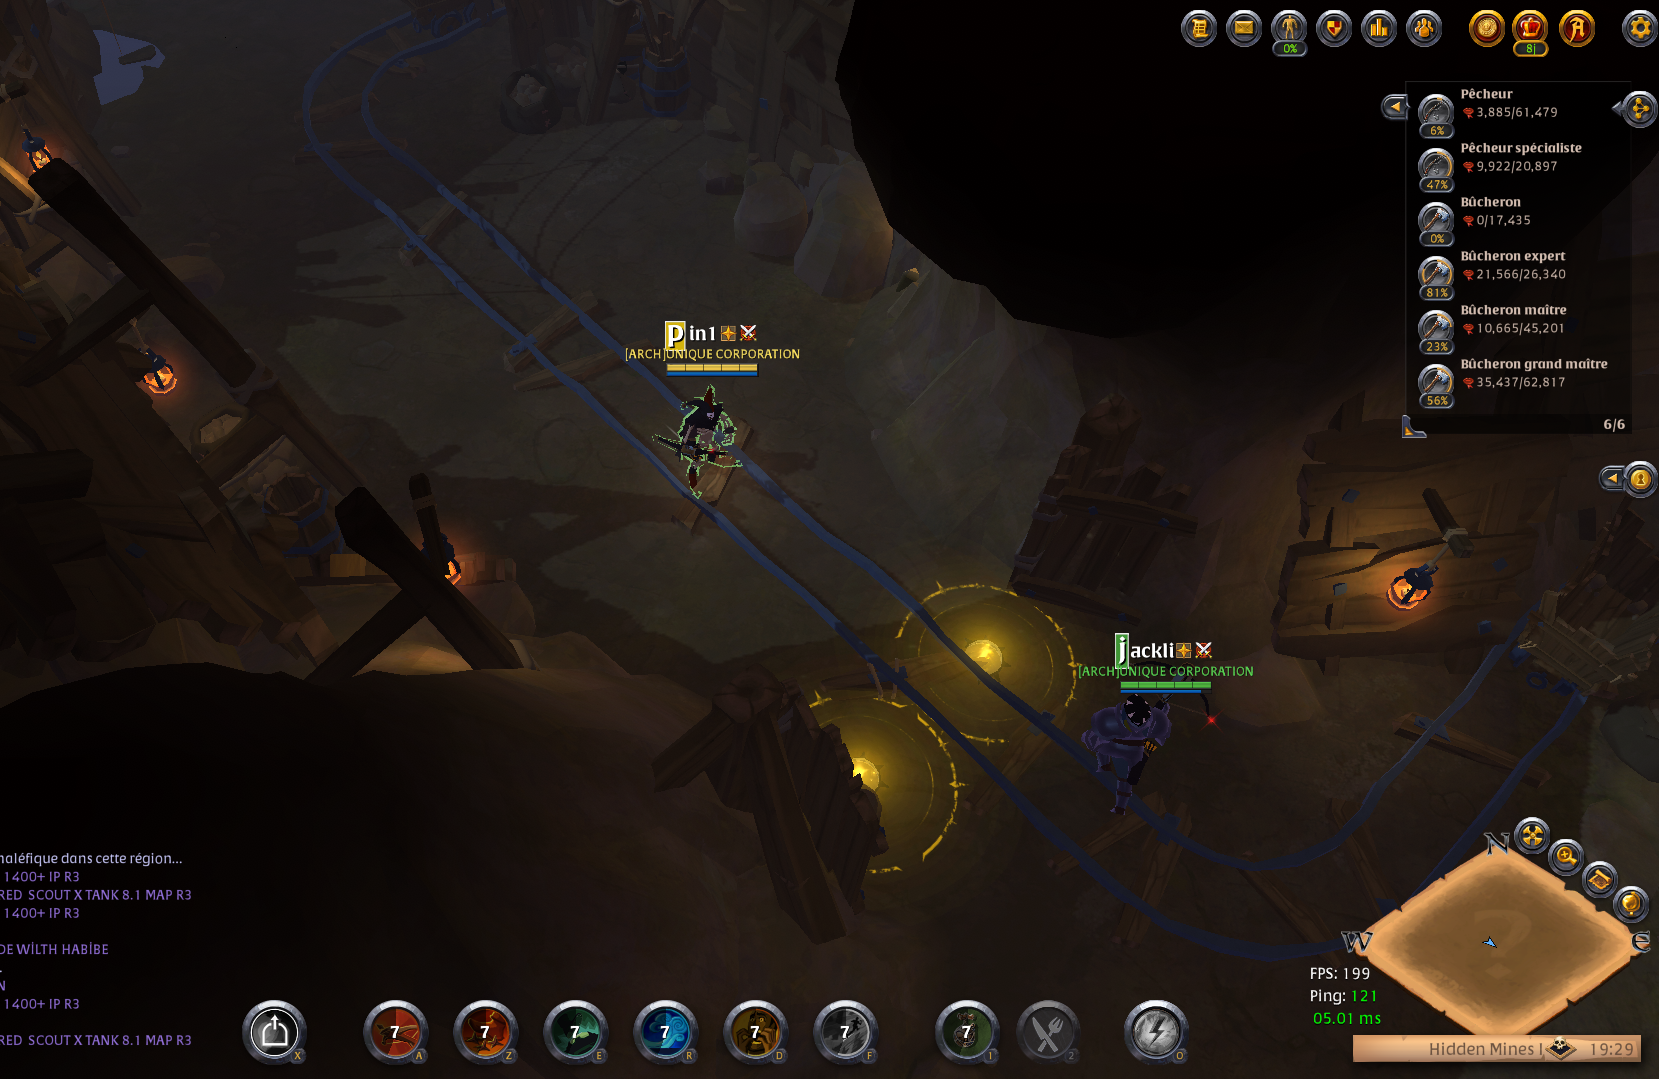 0%
8j
Pêcheur
3,885/61,479
6%
Pêcheur spécialiste
9,922/20,897
47%
Bûcheron
0/17,435
0%
Bûcheron expert
21,566/26,340
81%
Bûcheron maître
10,665/45,201
23%
Bûcheron grand maître
35,437/62,817
56%
6/6
Pin1
[ARCH]UNIQUE CORPORATION
jackli
[ARCH]UNIQUE CORPORATION
naléfique dans cette région...
1400+ IP R3
RED SCOUT X TANK 8.1 MAP R3
1400+ IP R3
DE WİLTH HABİBE
N
1400+ IP R3
RED SCOUT X TANK 8.1 MAP R3
N
W
e
FPS: 199
Ping: 121
05.01 ms
Hidden Mines I
19:29
X
7 A
7 Z
7 E
7 R
7 D
7 F
7 1
2
O